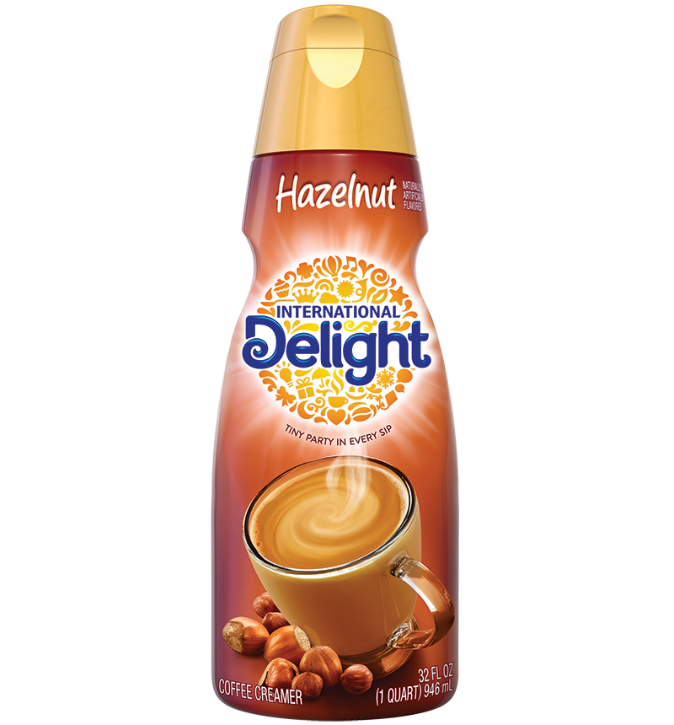 Hazelnut
INTERNATIONAL
Delight
TINY PARTY IN EVERY SIP
COFFEE CREAMER
32 FL OZ
(1 QUART) 946 mL